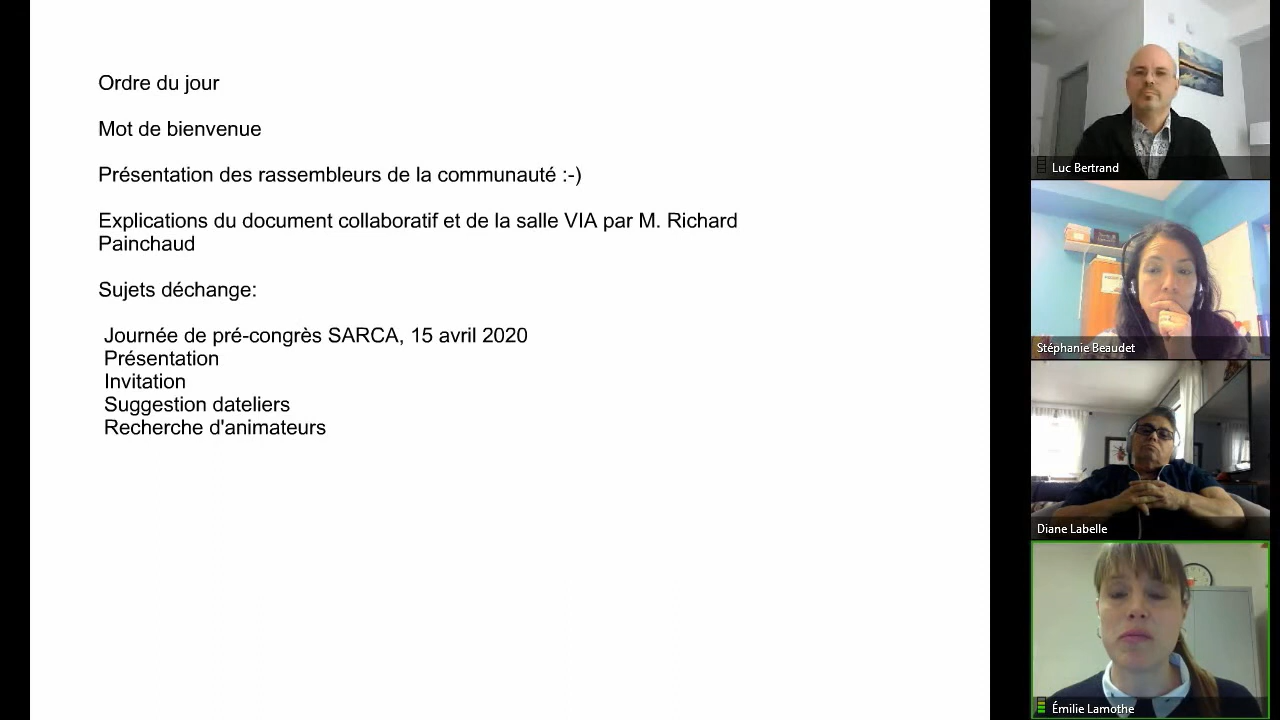 Ordre du jour
Mot de bienvenue
Présentation des rassembleurs de la communauté :-)
Explications du document collaboratif et de la salle VIA par M. Richard
Painchaud
Sujets déchange:
Journée de pré-congrès SARCA, 15 avril 2020
Présentation
Invitation
Suggestion dateliers
Recherche d'animateurs
Luc Bertrand
Stéphanie Beaudet
Diane Labelle
Émilie Lamothe